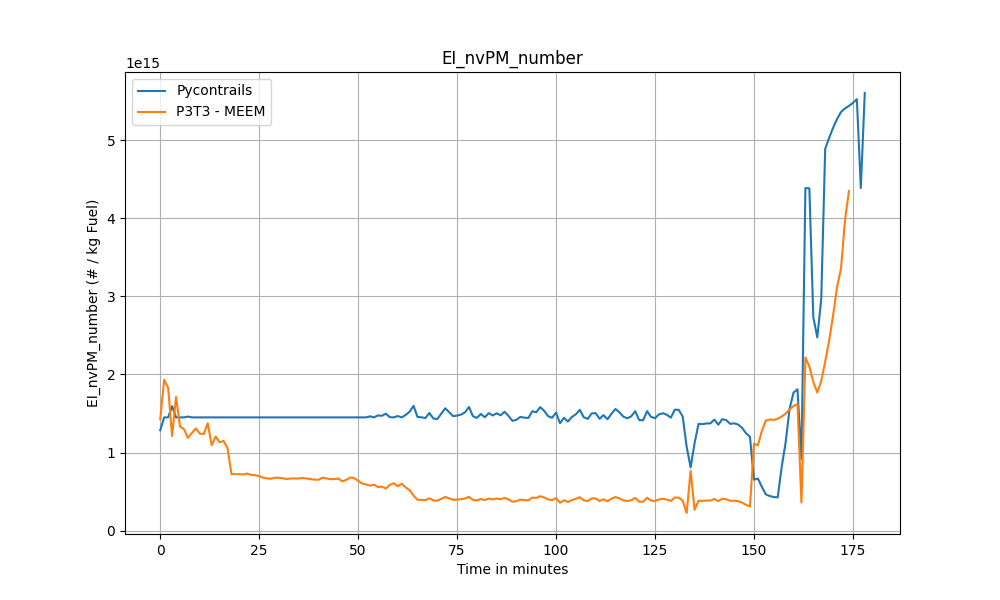 EI_nvPM_number
1e15
Pycontrails
P3T3 - MEEM
EI_nvPM_number (# / kg Fuel)
5
4
3
2
1
0
0 25 50 75 100 125 150 175
Time in minutes